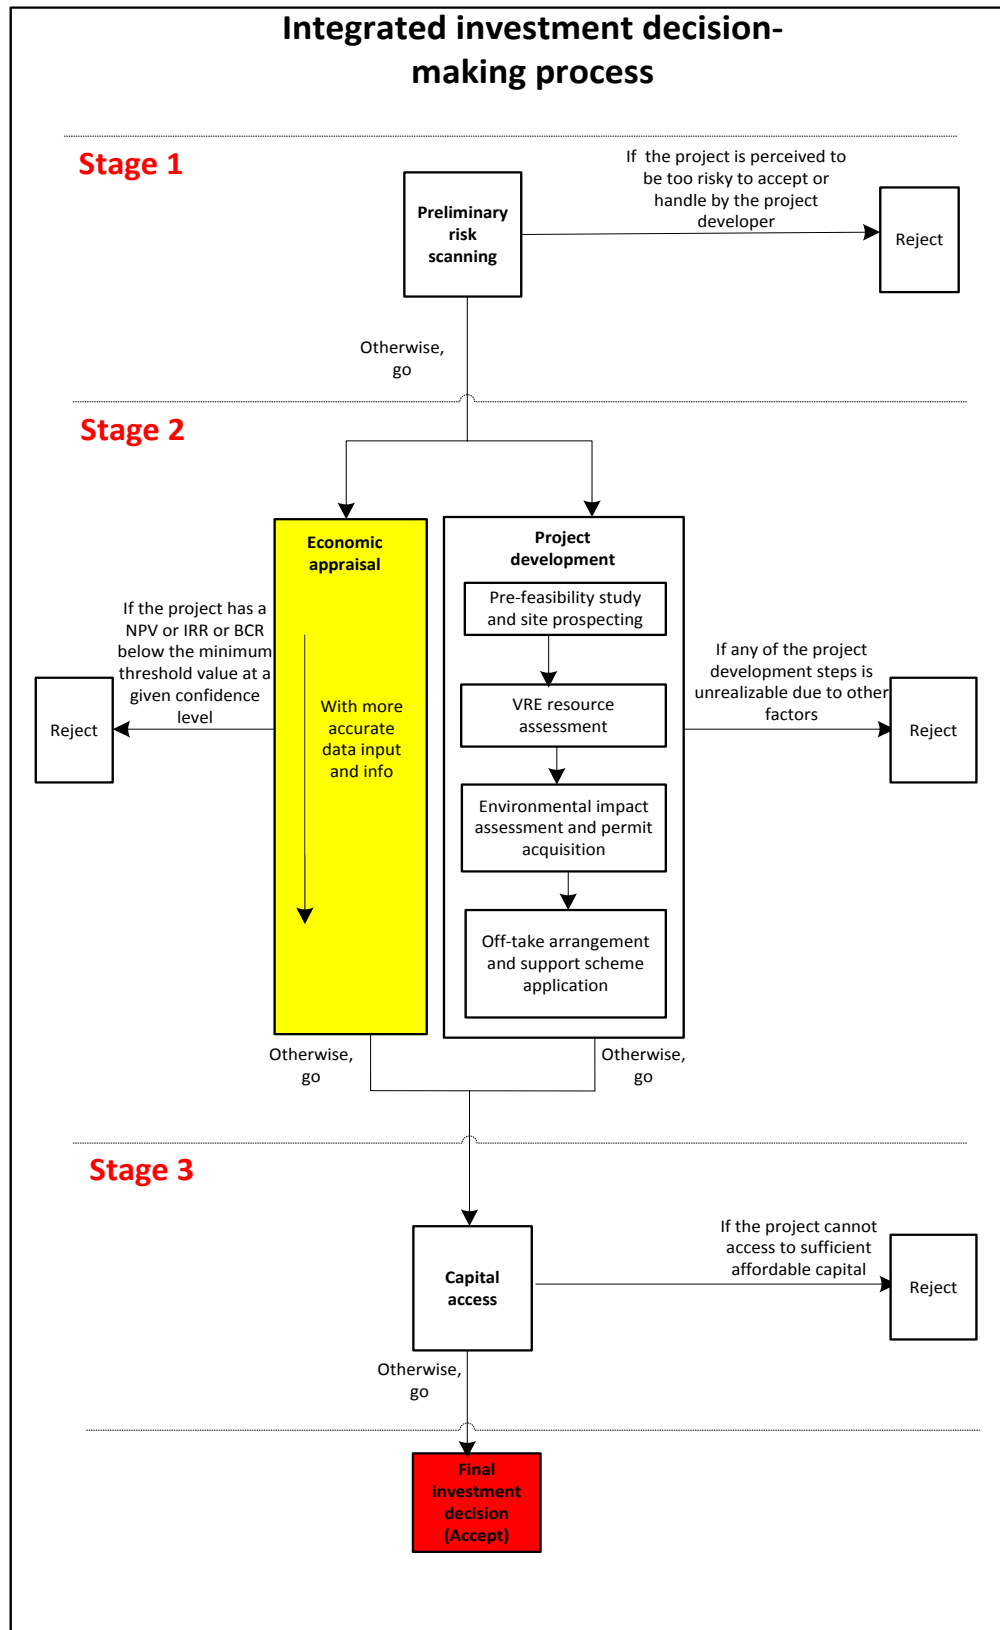 Integrated investment decision-
making process
Stage 1
If the project is perceived to
be too risky to accept or
handle by the project
developer
Preliminary
risk
scanning
Reject
Otherwise,
go
Stage 2
Economic
appraisal
Project
development
Pre-feasibility study
and site prospecting
If the project has a
NPV or IRR or BCR
below the minimum
threshold value at a
given confidence
level
If any of the project
development steps is
unrealizable due to other
factors
Reject
With more
accurate
data input
and info
VRE resource
assessment
Reject
Environmental impact
assessment and permit
acquisition
Off-take arrangement
and support scheme
application
Otherwise,
go
Otherwise,
go
Stage 3
If the project cannot
access to sufficient
affordable capital
Capital
access
Reject
Otherwise,
go
Final
investment
decision
(Accept)